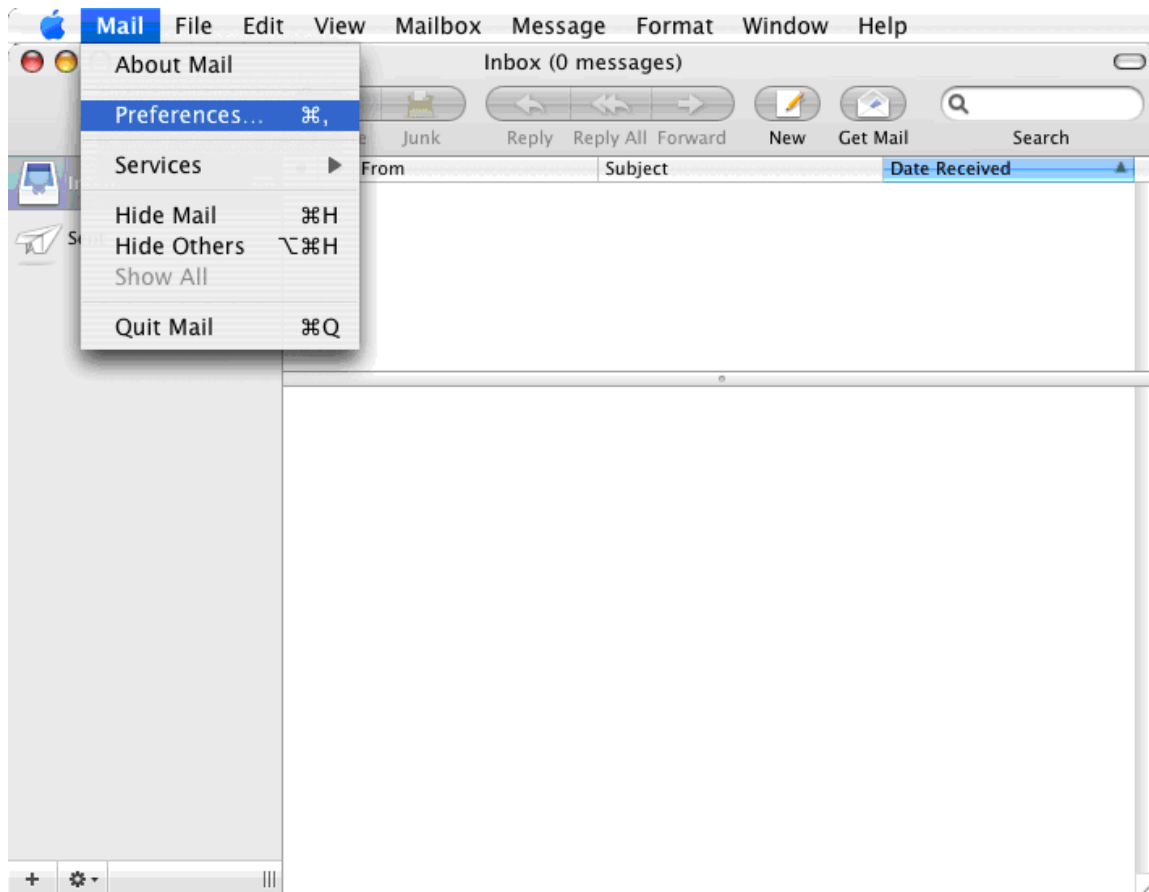 Mail File Edit View Mailbox Message Format Window Help
Inbox (0 messages)
About Mail
Preferences... ⌘,
Services
Hide Mail ⌘H
Hide Others ⌥⌘H
Show All
Quit Mail ⌘Q
Junk Reply Reply All Forward New Get Mail Search
From Subject Date Received